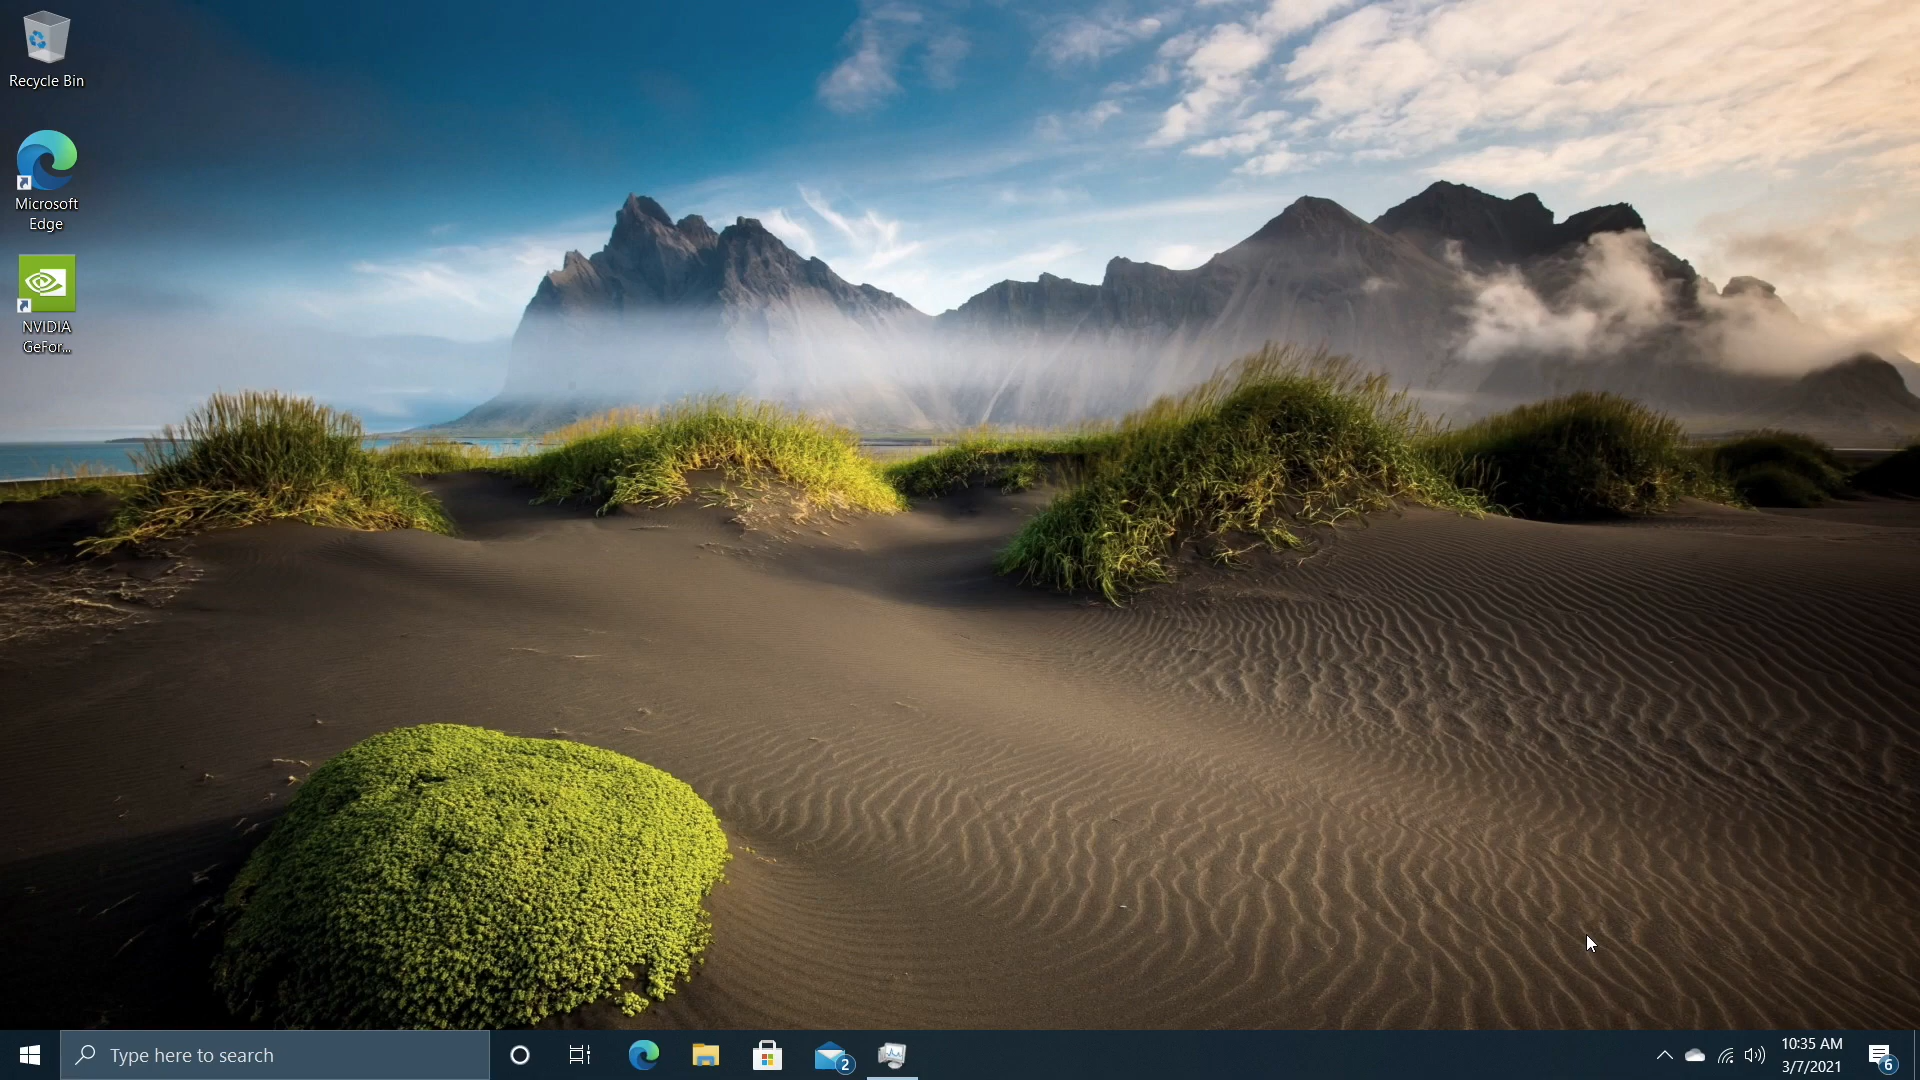 Recycle Bin
Microsoft
Edge
NVIDIA
GeFor...
Type here to search
2
10:35 AM
3/7/2021
6